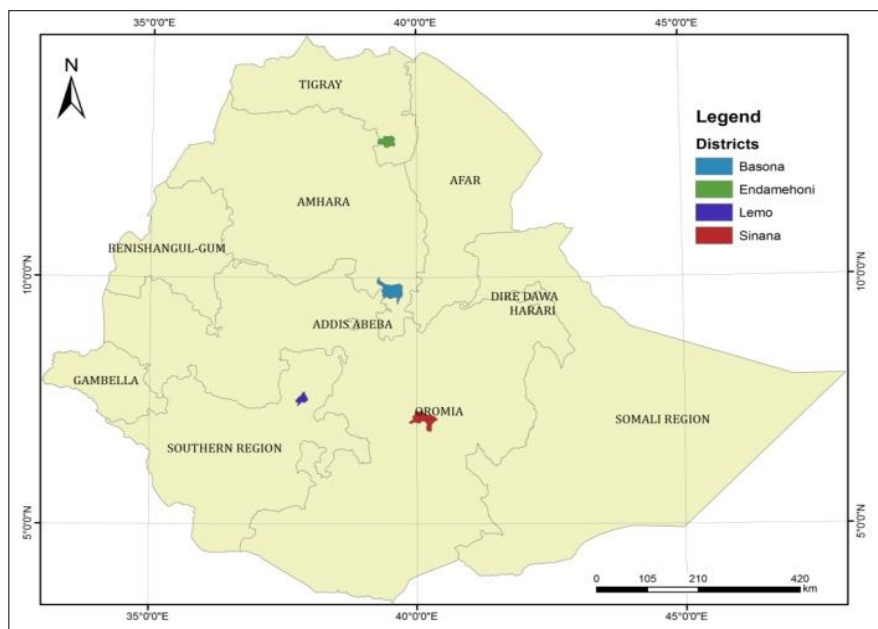 35°0'0"E 40°0'0"E 45°0'0"E
N
TIGRAY
Legend
Districts
Basona
Endamehoni
Lemo
Sinana
AFAR
AMHARA
BENISHANGUL-GUM
10°0'0"N 10°0'0"N
DIRE DAWA
HARARI
ADDIS ABEBA
GAMBELLA
OROMIA
SOMALI REGION
SOUTHERN REGION
5°0'0"N 5°0'0"N
0 105 210 420
km
35°0'0"E 40°0'0"E 45°0'0"E